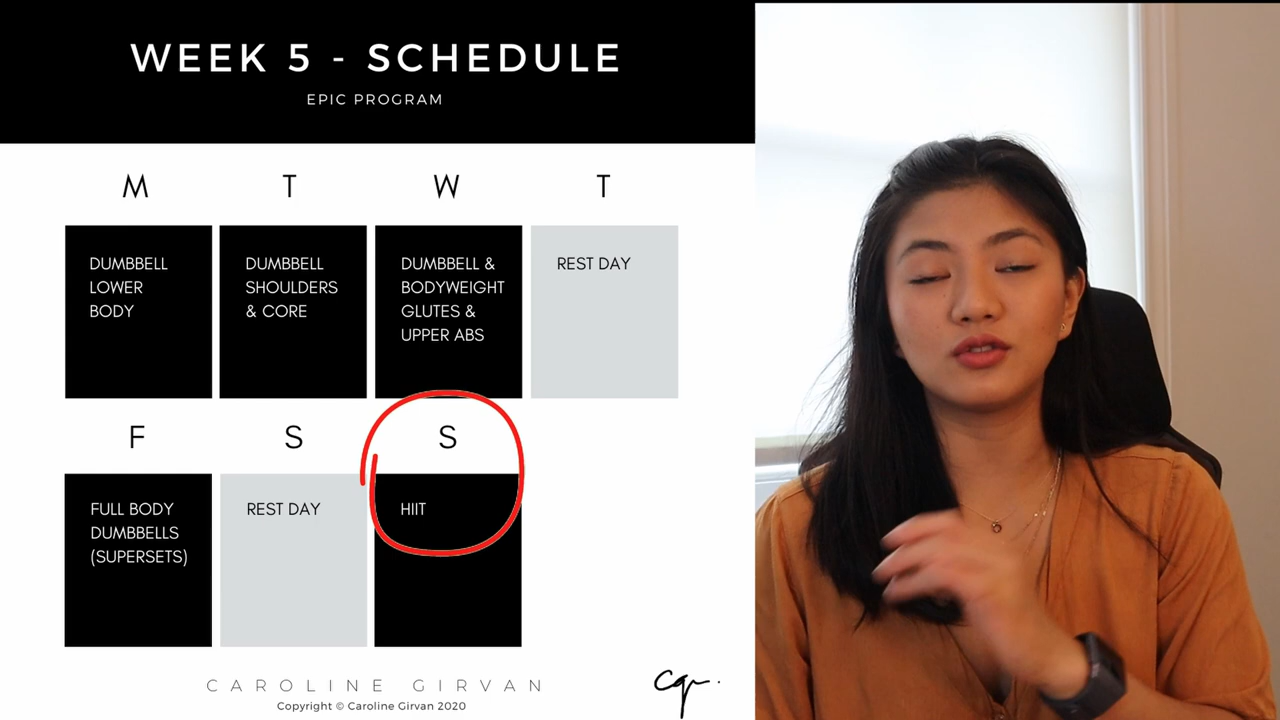 WEEK 5 - SCHEDULE
EPIC PROGRAM
M
T
W
T
DUMBBELL
LOWER
BODY
DUMBBELL
SHOULDERS
& CORE
DUMBBELL &
BODYWEIGHT
GLUTES &
UPPER ABS
REST DAY
F
S
S
FULL BODY
DUMBBELLS
(SUPERSETS)
REST DAY
HIIT
CAROLINE GIRVAN
Copyright © Caroline Girvan 2020